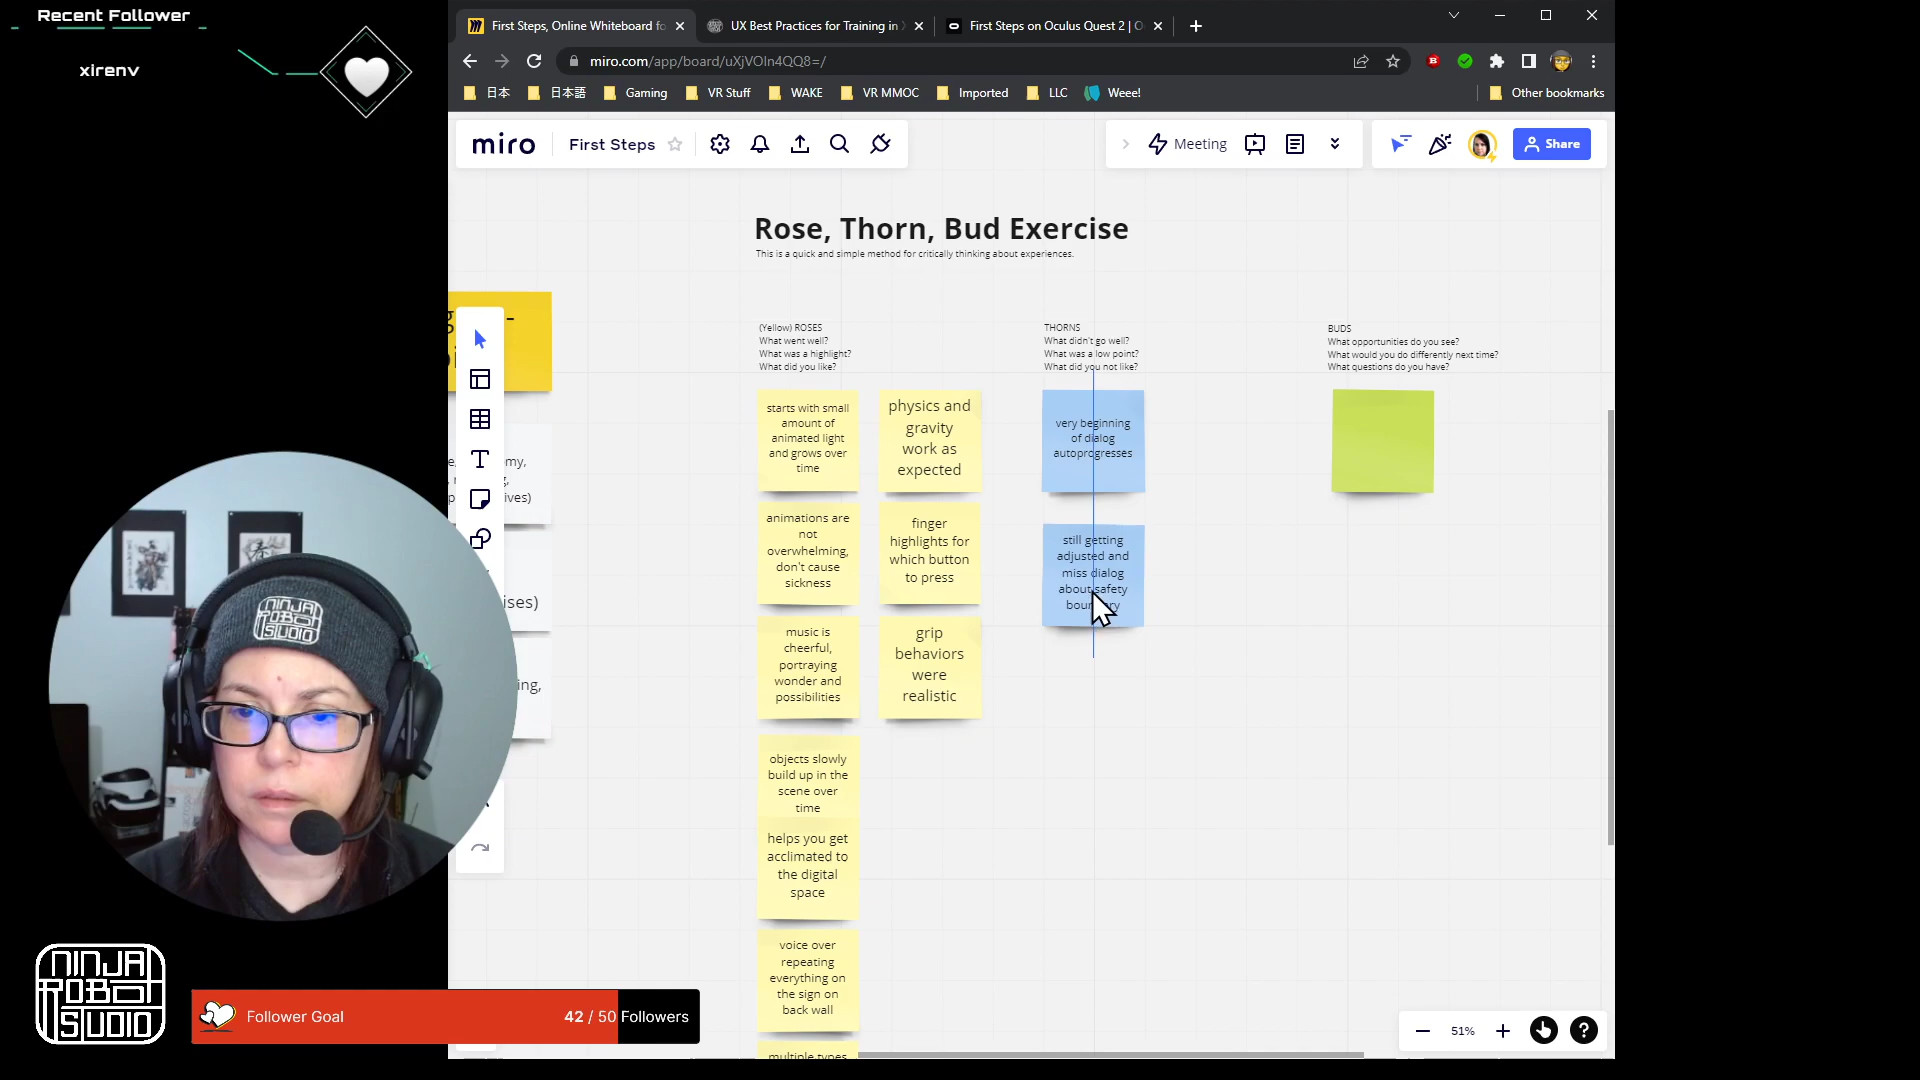 Recent Follower
xirenv
First Steps, Online Whiteboard fo
UX Best Practices for Training in
First Steps on Oculus Quest 2 | O
miro.com/app/board/uXjVOIn4QQ8=/
日本
日本語
Gaming
VR Stuff
WAKE
VR MMOC
Imported
LLC
Weee!
Other bookmarks
miro
First Steps
Meeting
Share
Rose, Thorn, Bud Exercise
This is a quick and simple method for critically thinking about experiences.
(Yellow) ROSES
What went well?
What was a highlight?
What did you like?
THORNS
What didn't go well?
What was a low point?
What did you not like?
BUDS
What opportunities do you see?
What would you do differently next time?
What questions do you have?
starts with small
amount of
animated light
and grows over
time
physics and
gravity
work as
expected
very beginning
of dialog
autoprogresses
animations are
not
overwhelming,
don't cause
sickness
finger
highlights for
which button
to press
still getting
adjusted and
miss dialog
about safety
boundary
music is
cheerful,
portraying
wonder and
possibilities
grip
behaviors
were
realistic
objects slowly
build up in the
scene over
time
helps you get
acclimated to
the digital
space
voice over
repeating
everything on
the sign on
back wall
multiple types
51%
NINJA
ROBOT
STUDIO
NINJA
ROBOT
STUDIO
Follower Goal
42 / 50 Followers